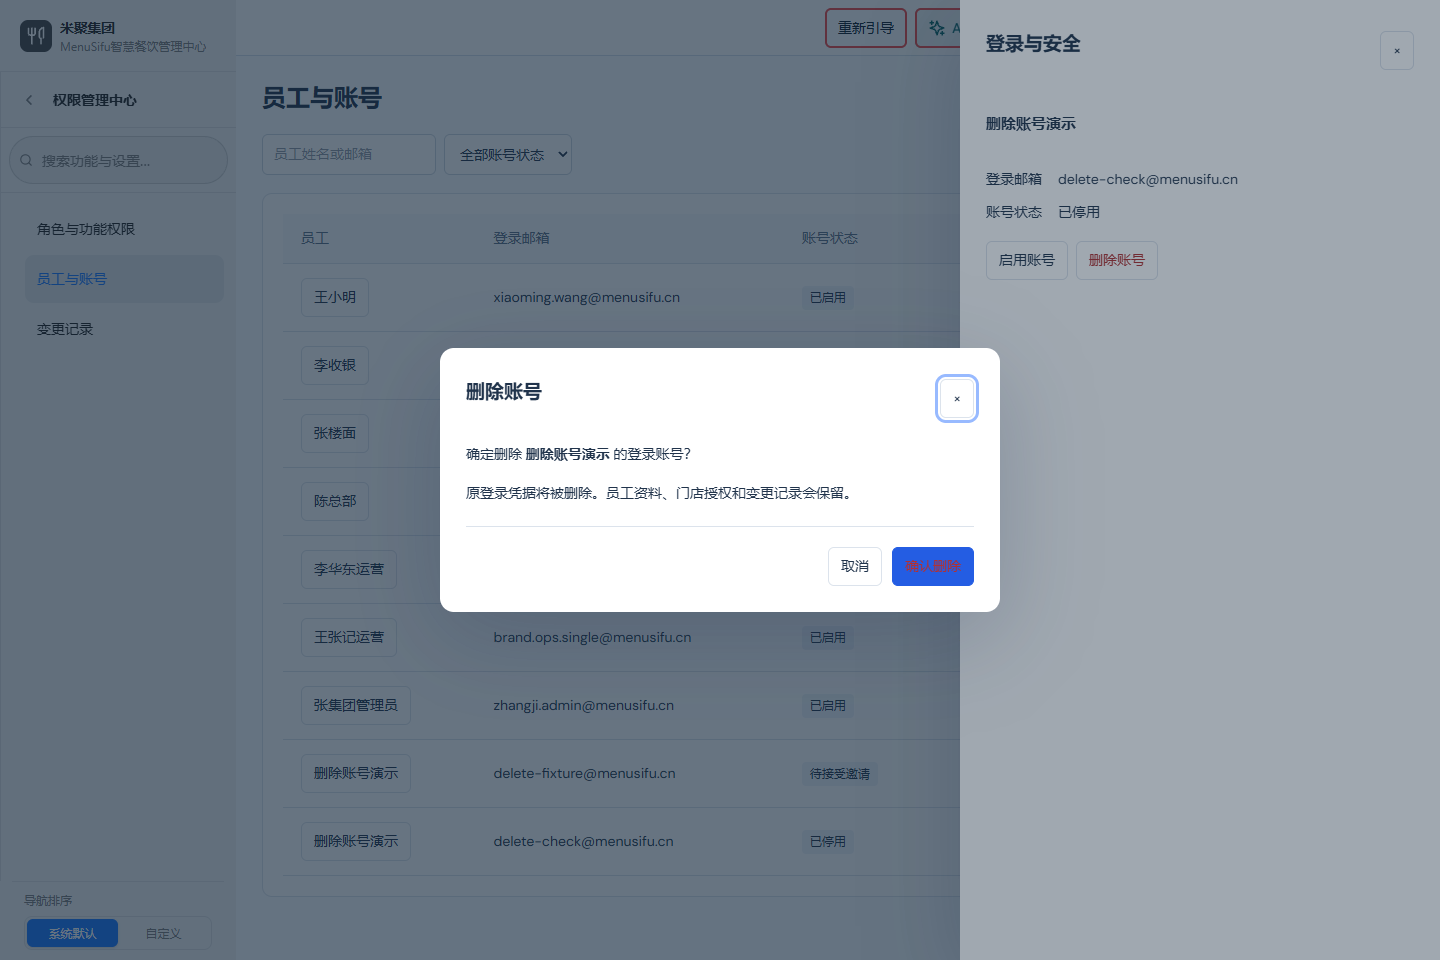 米聚集团
MenuSifu智慧餐饮管理中心
权限管理中心
搜索功能与设置...
角色与功能权限
员工与账号
变更记录
导航排序
系统默认 自定义
重新引导 A
员工与账号
员工姓名或邮箱 全部账号状态
员工 登录邮箱 账号状态
王小明 xiaoming.wang@menusifu.cn 已启用
李收银
张楼面
陈总部
李华东运营
王张记运营 brand.ops.single@menusifu.cn 已启用
张集团管理员 zhangji.admin@menusifu.cn 已启用
删除账号演示 delete-fixture@menusifu.cn 待接受邀请
删除账号演示 delete-check@menusifu.cn 已停用
登录与安全
×
删除账号演示
登录邮箱 delete-check@menusifu.cn
账号状态 已停用
启用账号 删除账号
删除账号
×
确定删除 删除账号演示 的登录账号？
原登录凭据将被删除。员工资料、门店授权和变更记录会保留。
取消 确认删除